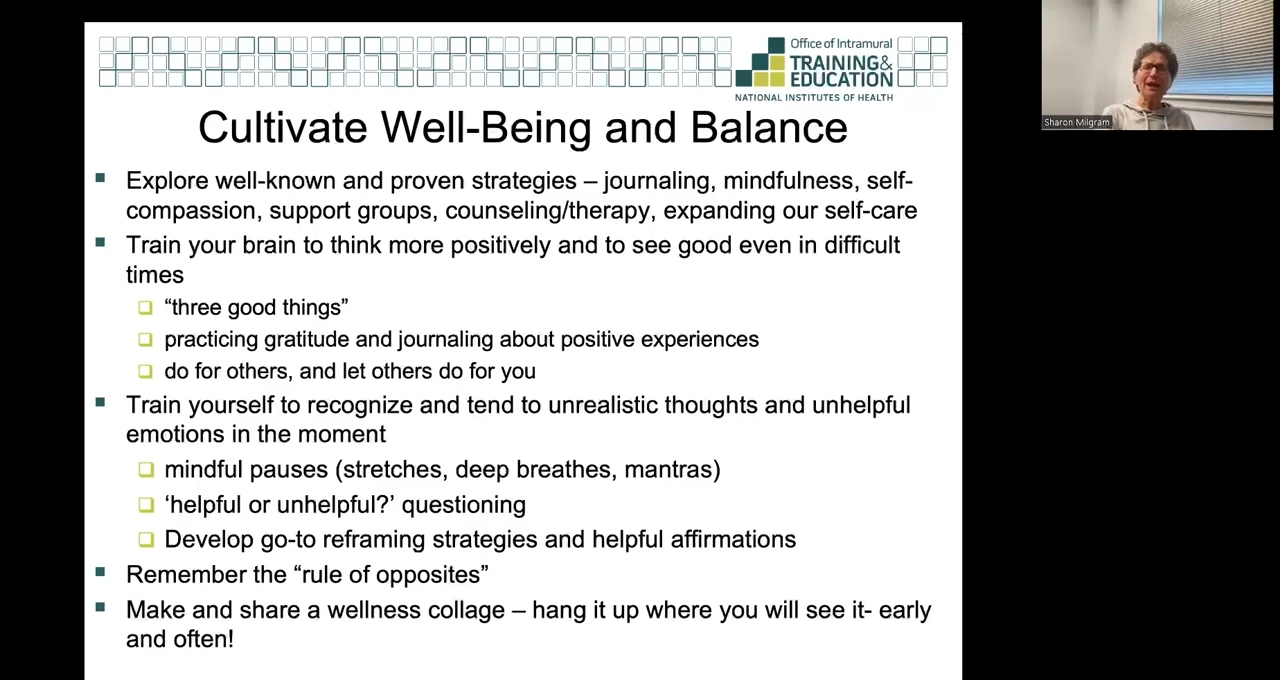 Office of Intramural
TRAINING&
EDUCATION
NATIONAL INSTITUTES OF HEALTH
Sharon Milgram
Cultivate Well-Being and Balance
Explore well-known and proven strategies – journaling, mindfulness, self-
compassion, support groups, counseling/therapy, expanding our self-care
Train your brain to think more positively and to see good even in difficult
times
“three good things”
practicing gratitude and journaling about positive experiences
do for others, and let others do for you
Train yourself to recognize and tend to unrealistic thoughts and unhelpful
emotions in the moment
mindful pauses (stretches, deep breathes, mantras)
‘helpful or unhelpful?’ questioning
Develop go-to reframing strategies and helpful affirmations
Remember the “rule of opposites”
Make and share a wellness collage – hang it up where you will see it- early
and often!